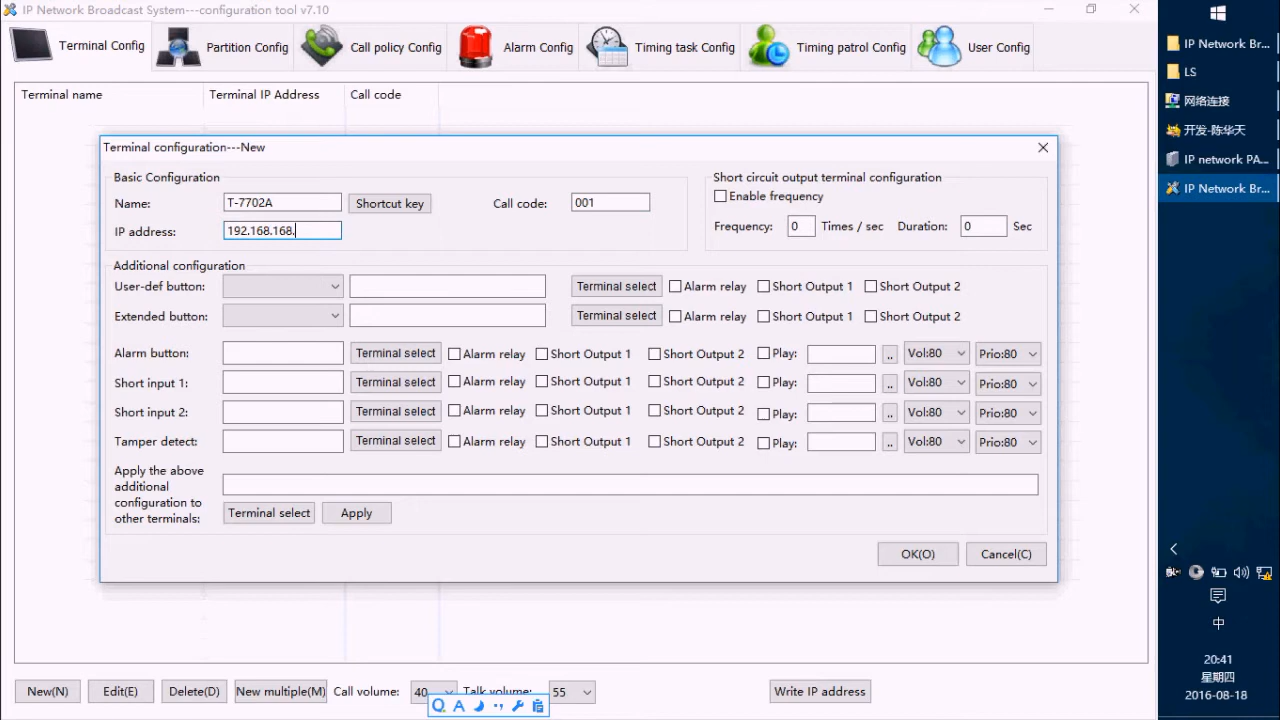 IP Network Broadcast System---configuration tool v7.10
Terminal Config
Partition Config
Call policy Config
Alarm Config
Timing task Config
Timing patrol Config
User Config
Terminal name
Terminal IP Address
Call code
Terminal configuration---New
Basic Configuration
Name: T-7702A Shortcut key Call code: 001
IP address: 192.168.168.
Short circuit output terminal configuration
Enable frequency
Frequency: 0 Times / sec Duration: 0 Sec
Additional configuration
User-def button: Terminal select Alarm relay Short Output 1 Short Output 2
Extended button: Terminal select Alarm relay Short Output 1 Short Output 2
Alarm button: Terminal select Alarm relay Short Output 1 Short Output 2 Play: .. Vol:80 Prio:80
Short input 1: Terminal select Alarm relay Short Output 1 Short Output 2 Play: .. Vol:80 Prio:80
Short input 2: Terminal select Alarm relay Short Output 1 Short Output 2 Play: .. Vol:80 Prio:80
Tamper detect: Terminal select Alarm relay Short Output 1 Short Output 2 Play: .. Vol:80 Prio:80
Apply the above
additional
configuration to
other terminals:
Terminal select Apply
OK(O) Cancel(C)
New(N) Edit(E) Delete(D) New multiple(M) Call volume: 40 Talk volume: 55 Write IP address
IP Network Br...
LS
网络连接
开发-陈华天
IP network PA...
IP Network Br...
中
20:41
星期四
2016-08-18